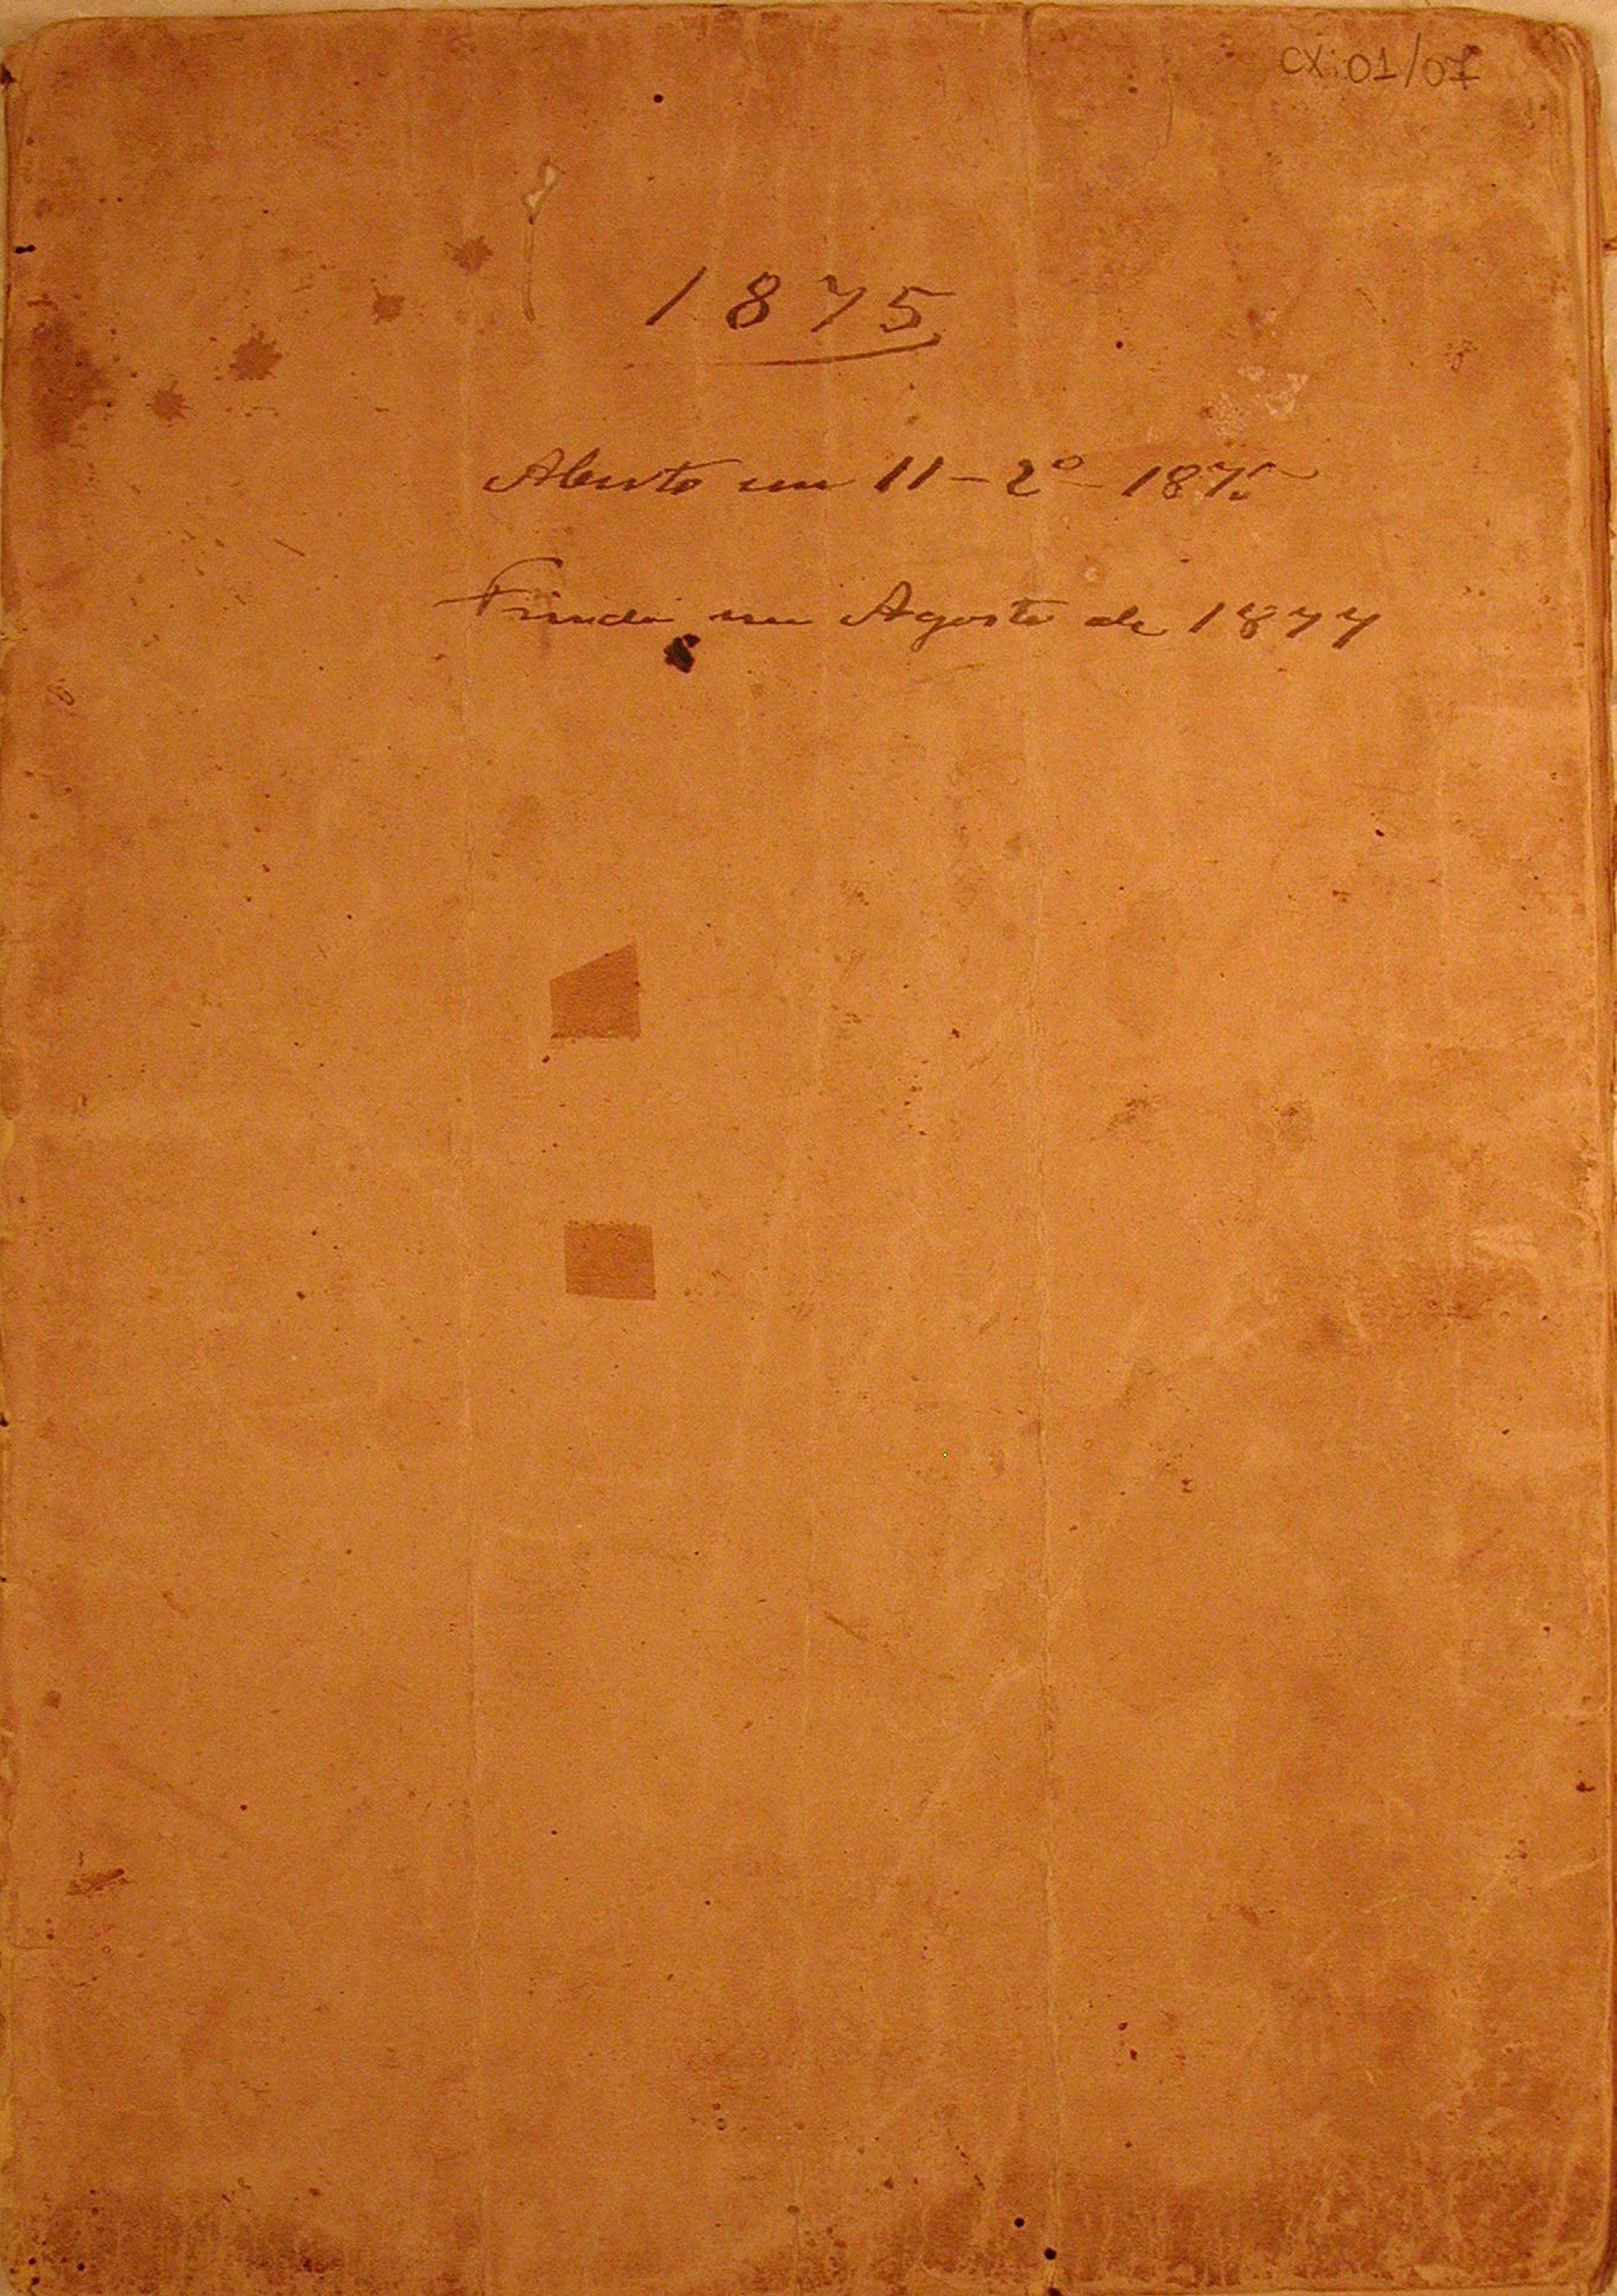 CX: 01/07
1875
Aberto em 11-2º 1875
Findo em Agosto de 1877